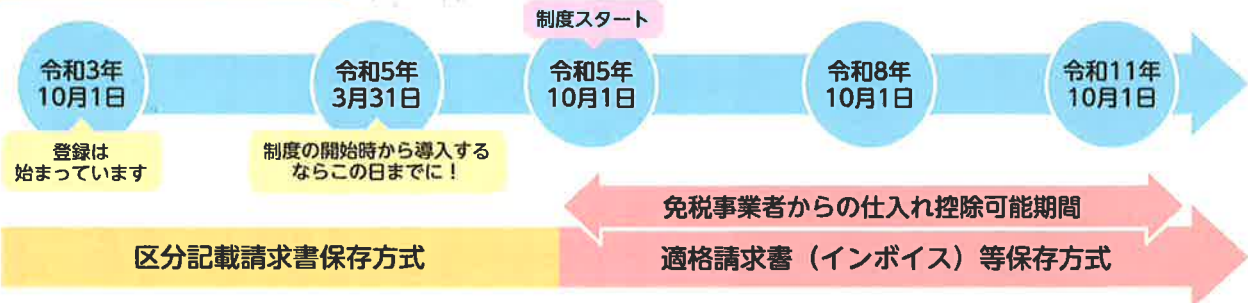 制度スタート
令和3年
10月1日
令和5年
3月31日
令和5年
10月1日
令和8年
10月1日
令和11年
10月1日
登録は
始まっています
制度の開始時から導入する
ならこの日までに！
免税事業者からの仕入れ控除可能期間
区分記載請求書保存方式
適格請求書（インボイス）等保存方式